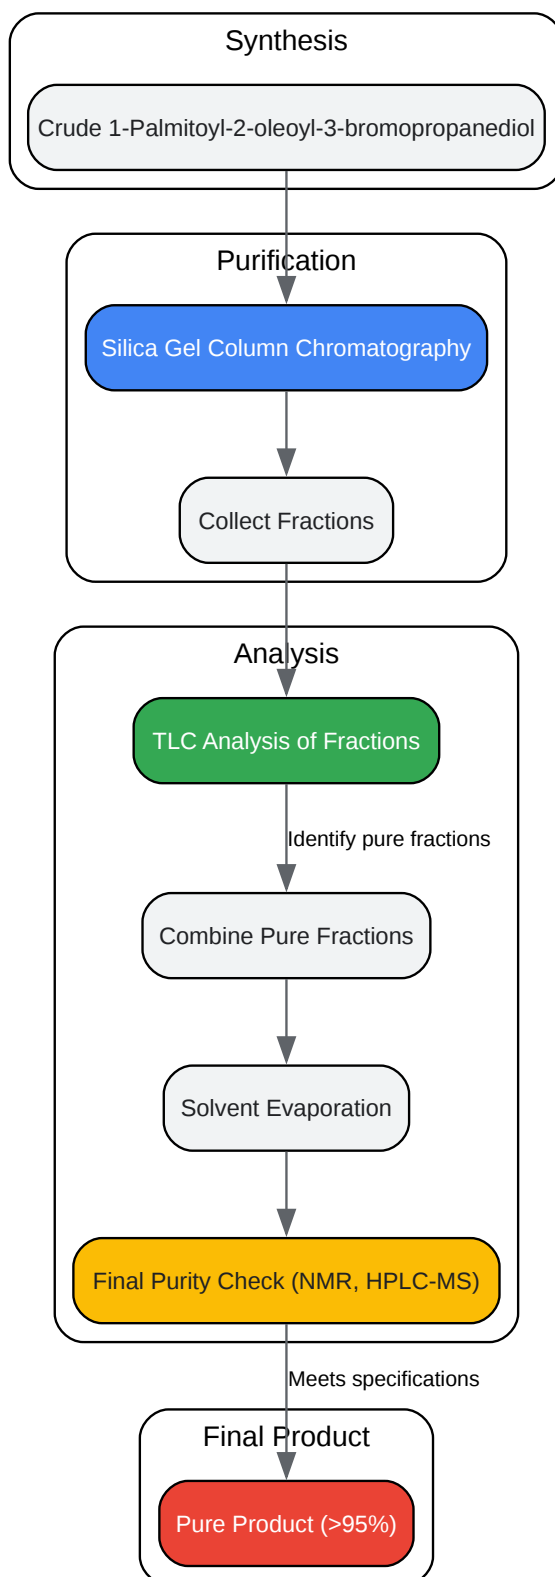 Synthesis
Crude 1-Palmitoyl-2-oleoyl-3-bromopropanediol
Purification
Silica Gel Column Chromatography
Collect Fractions
Analysis
TLC Analysis of Fractions
Identify pure fractions
Combine Pure Fractions
Solvent Evaporation
Final Purity Check (NMR, HPLC-MS)
Meets specifications
Final Product
Pure Product (>95%)